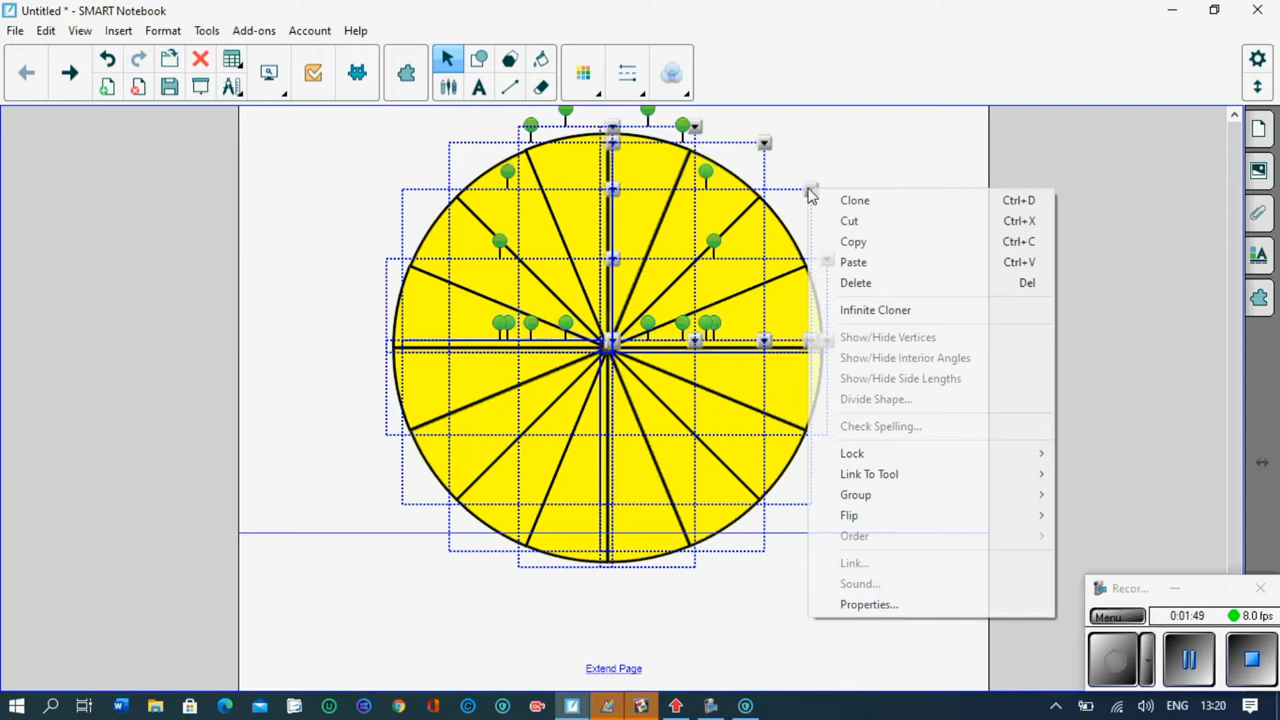 Untitled * - SMART Notebook
File Edit View Insert Format Tools Add-ons Account Help
Clone Ctrl+D
Cut Ctrl+X
Copy Ctrl+C
Paste Ctrl+V
Delete Del
Infinite Cloner
Show/Hide Vertices
Show/Hide Interior Angles
Show/Hide Side Lengths
Divide Shape...
Check Spelling...
Lock
Link To Tool
Group
Flip
Order
Link...
Sound...
Properties...
Recor...
Menu 0:01:49 8.0 fps
Extend Page
ENG 13:20